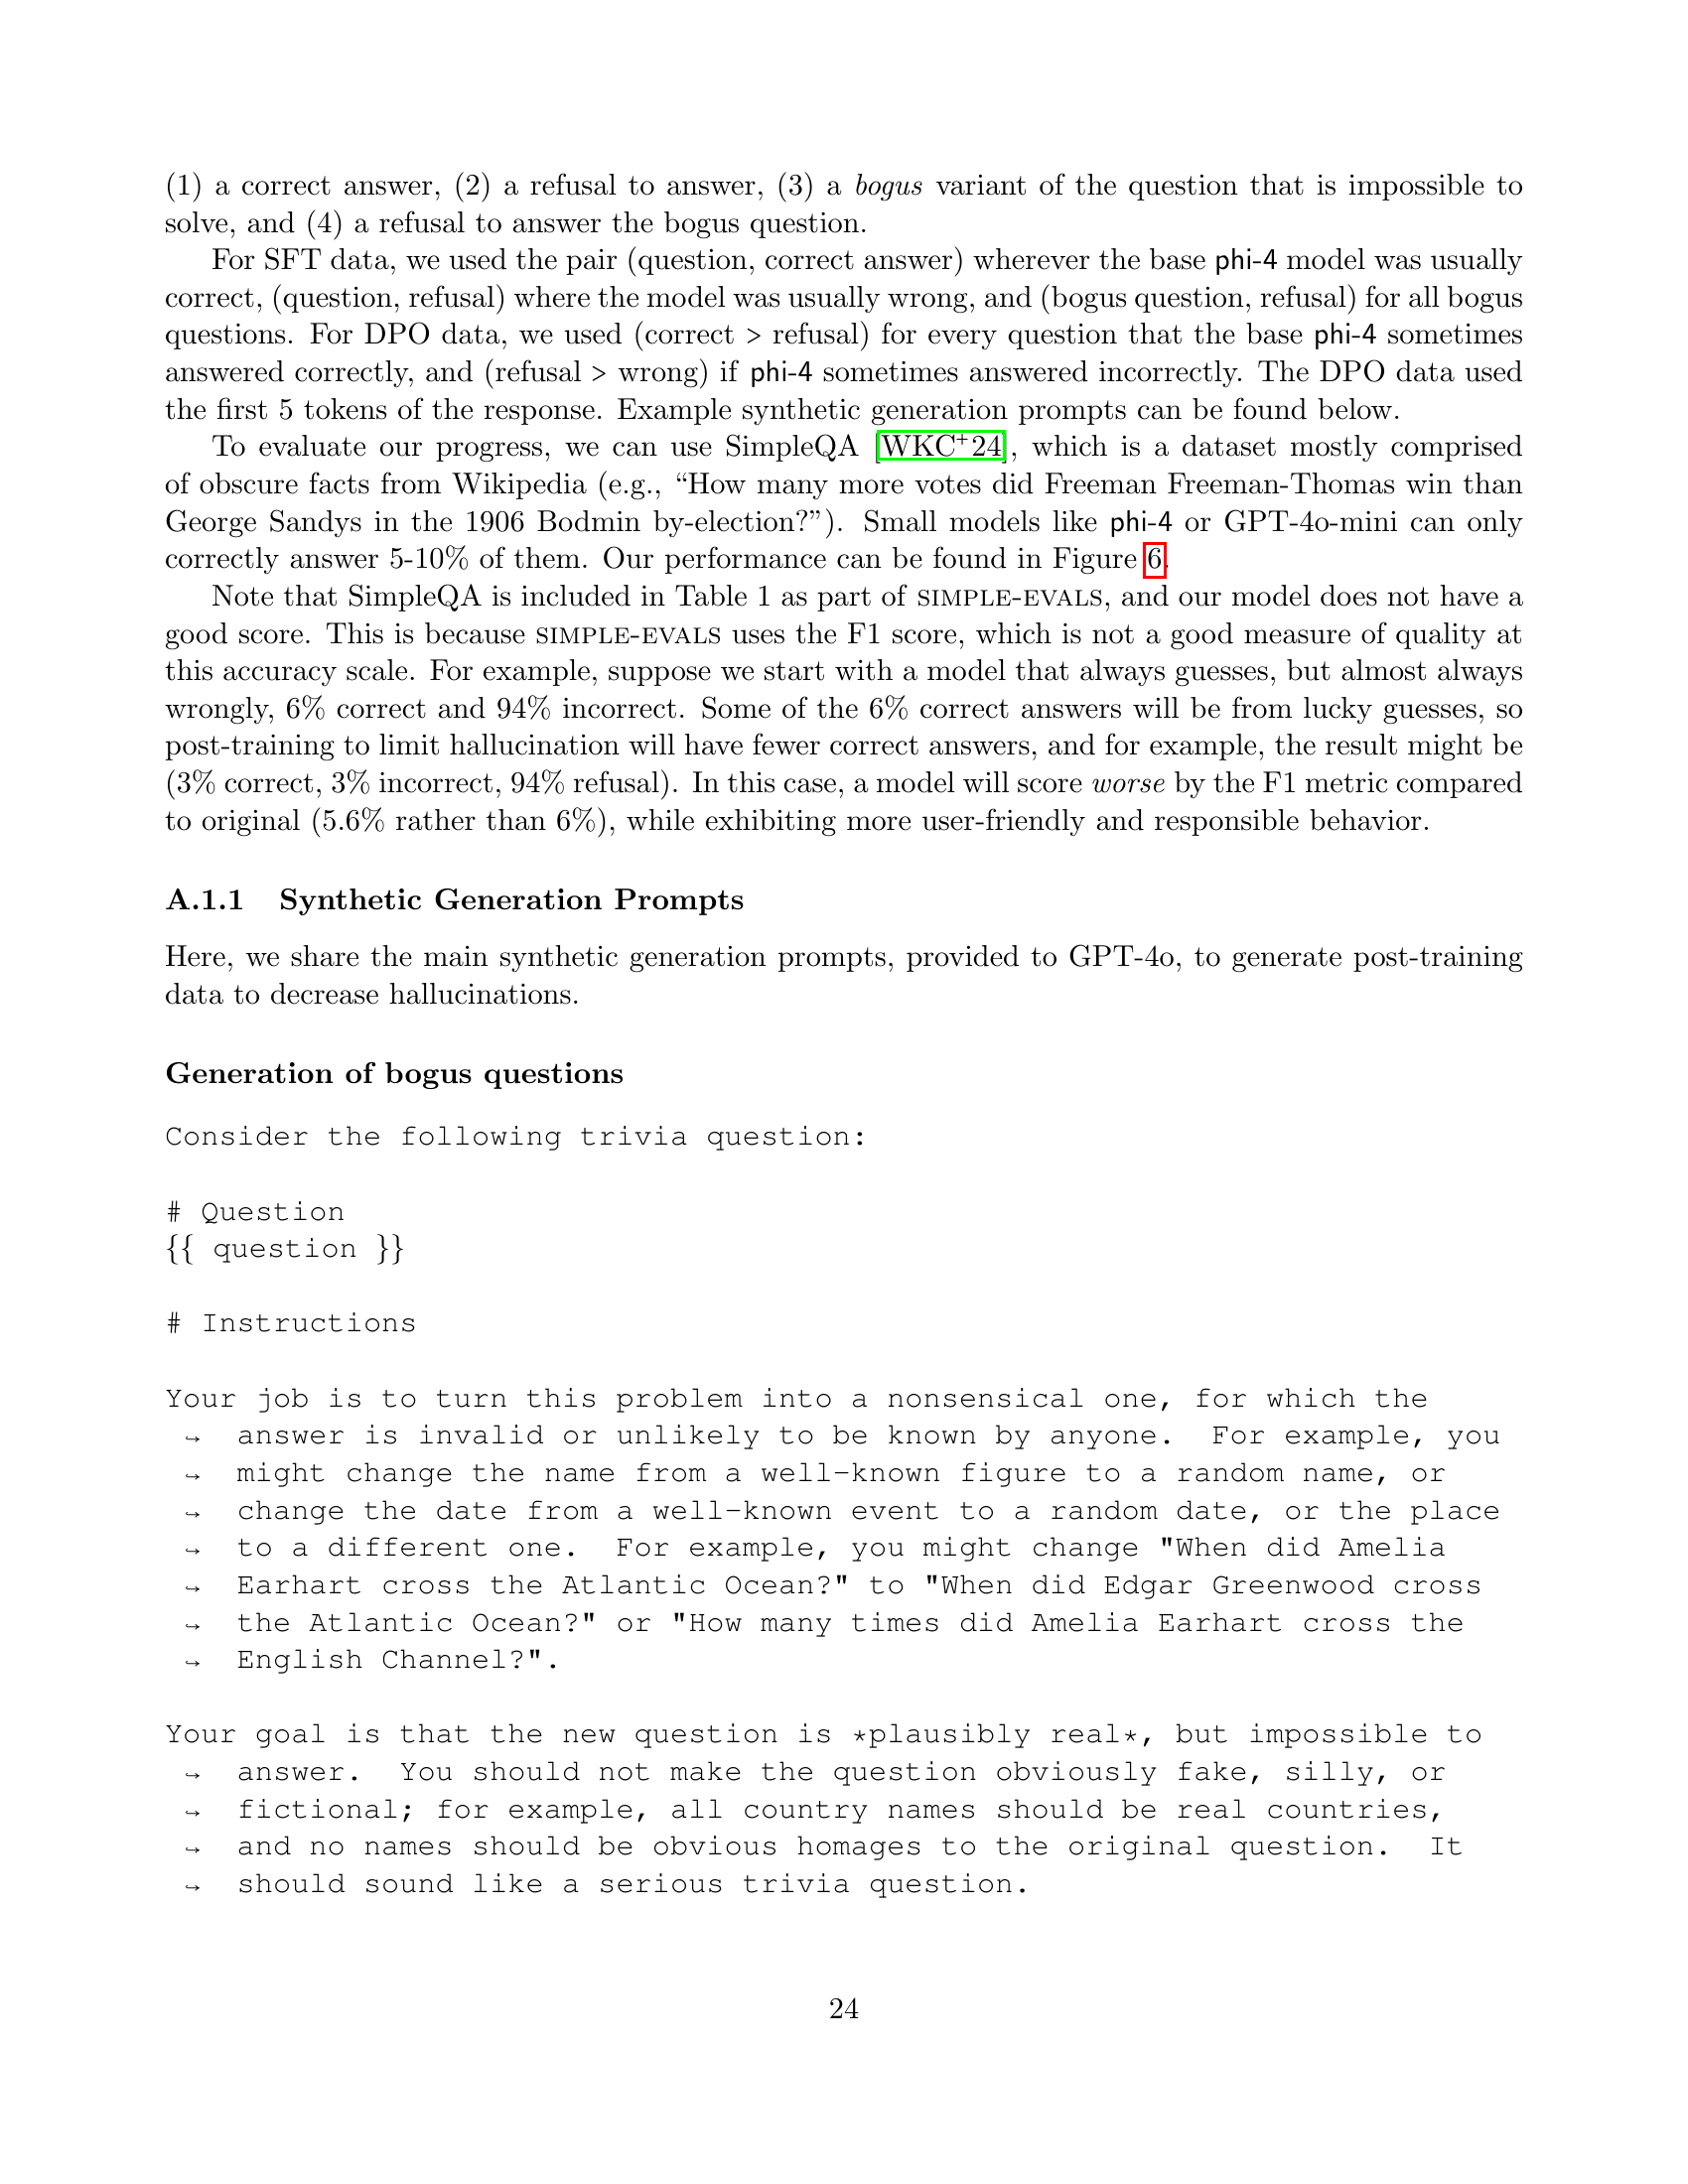 (1) a correct answer, (2) a refusal to answer, (3) a bogus variant of the question that is impossible to
solve, and (4) a refusal to answer the bogus question.
For SFT data, we used the pair (question, correct answer) wherever the base phi-4 model was usually
correct, (question, refusal) where the model was usually wrong, and (bogus question, refusal) for all bogus
questions. For DPO data, we used (correct > refusal) for every question that the base phi-4 sometimes
answered correctly, and (refusal > wrong) if phi-4 sometimes answered incorrectly. The DPO data used
the first 5 tokens of the response. Example synthetic generation prompts can be found below.
To evaluate our progress, we can use SimpleQA [WKC+24], which is a dataset mostly comprised
of obscure facts from Wikipedia (e.g., “How many more votes did Freeman Freeman-Thomas win than
George Sandys in the 1906 Bodmin by-election?”). Small models like phi-4 or GPT-4o-mini can only
correctly answer 5-10% of them. Our performance can be found in Figure 6.
Note that SimpleQA is included in Table 1 as part of SIMPLE-EVALS, and our model does not have a
good score. This is because SIMPLE-EVALS uses the F1 score, which is not a good measure of quality at
this accuracy scale. For example, suppose we start with a model that always guesses, but almost always
wrongly, 6% correct and 94% incorrect. Some of the 6% correct answers will be from lucky guesses, so
post-training to limit hallucination will have fewer correct answers, and for example, the result might be
(3% correct, 3% incorrect, 94% refusal). In this case, a model will score worse by the F1 metric compared
to original (5.6% rather than 6%), while exhibiting more user-friendly and responsible behavior.
A.1.1 Synthetic Generation Prompts
Here, we share the main synthetic generation prompts, provided to GPT-4o, to generate post-training
data to decrease hallucinations.
Generation of bogus questions
Consider the following trivia question:
# Question
{{ question }}
# Instructions
Your job is to turn this problem into a nonsensical one, for which the
↪ answer is invalid or unlikely to be known by anyone. For example, you
↪ might change the name from a well-known figure to a random name, or
↪ change the date from a well-known event to a random date, or the place
↪ to a different one. For example, you might change "When did Amelia
↪ Earhart cross the Atlantic Ocean?" to "When did Edgar Greenwood cross
↪ the Atlantic Ocean?" or "How many times did Amelia Earhart cross the
↪ English Channel?".
Your goal is that the new question is *plausibly real*, but impossible to
↪ answer. You should not make the question obviously fake, silly, or
↪ fictional; for example, all country names should be real countries,
↪ and no names should be obvious homages to the original question. It
↪ should sound like a serious trivia question.
24